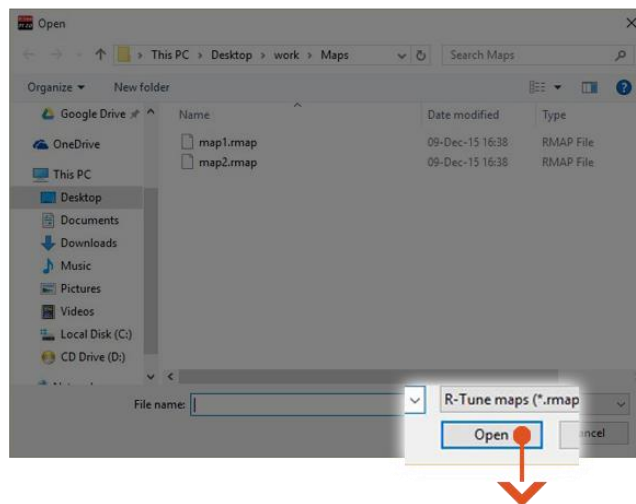 Open
This PC › Desktop › work › Maps
Search Maps
Organize
New folder
Google Drive
OneDrive
This PC
Desktop
Documents
Downloads
Music
Pictures
Videos
Local Disk (C:)
CD Drive (D:)
Name Date modified Type
map1.rmap 09-Dec-15 16:38 RMAP File
map2.rmap 09-Dec-15 16:38 RMAP File
File name:
R-Tune maps (*.rmap
Open
ancel